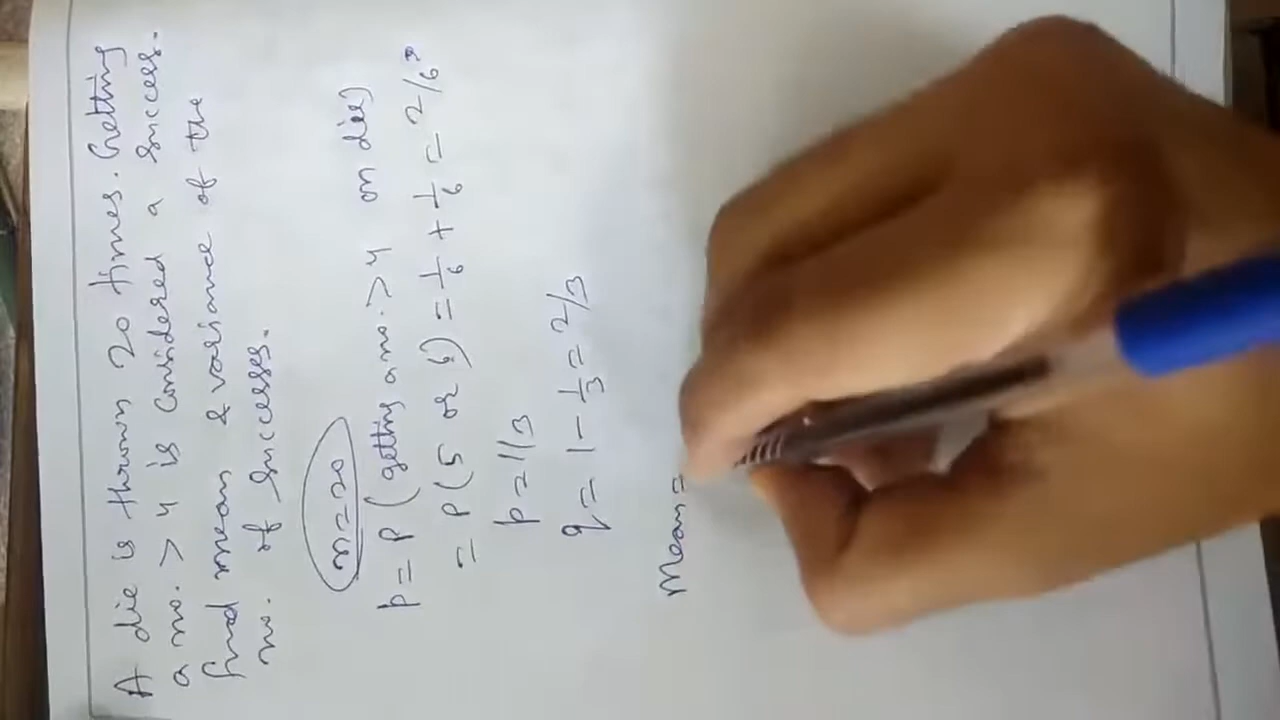 A die is thrown 20 times. Getting
a no. > 4 is considered a success.
find mean & variance of the
no. of successes.
n = 20
p = P (getting a no. > 4 on die)
= P(5 or 6) = 1/6 + 1/6 = 2/6
p = 1/3
q = 1 - 1/3 = 2/3
Mean =